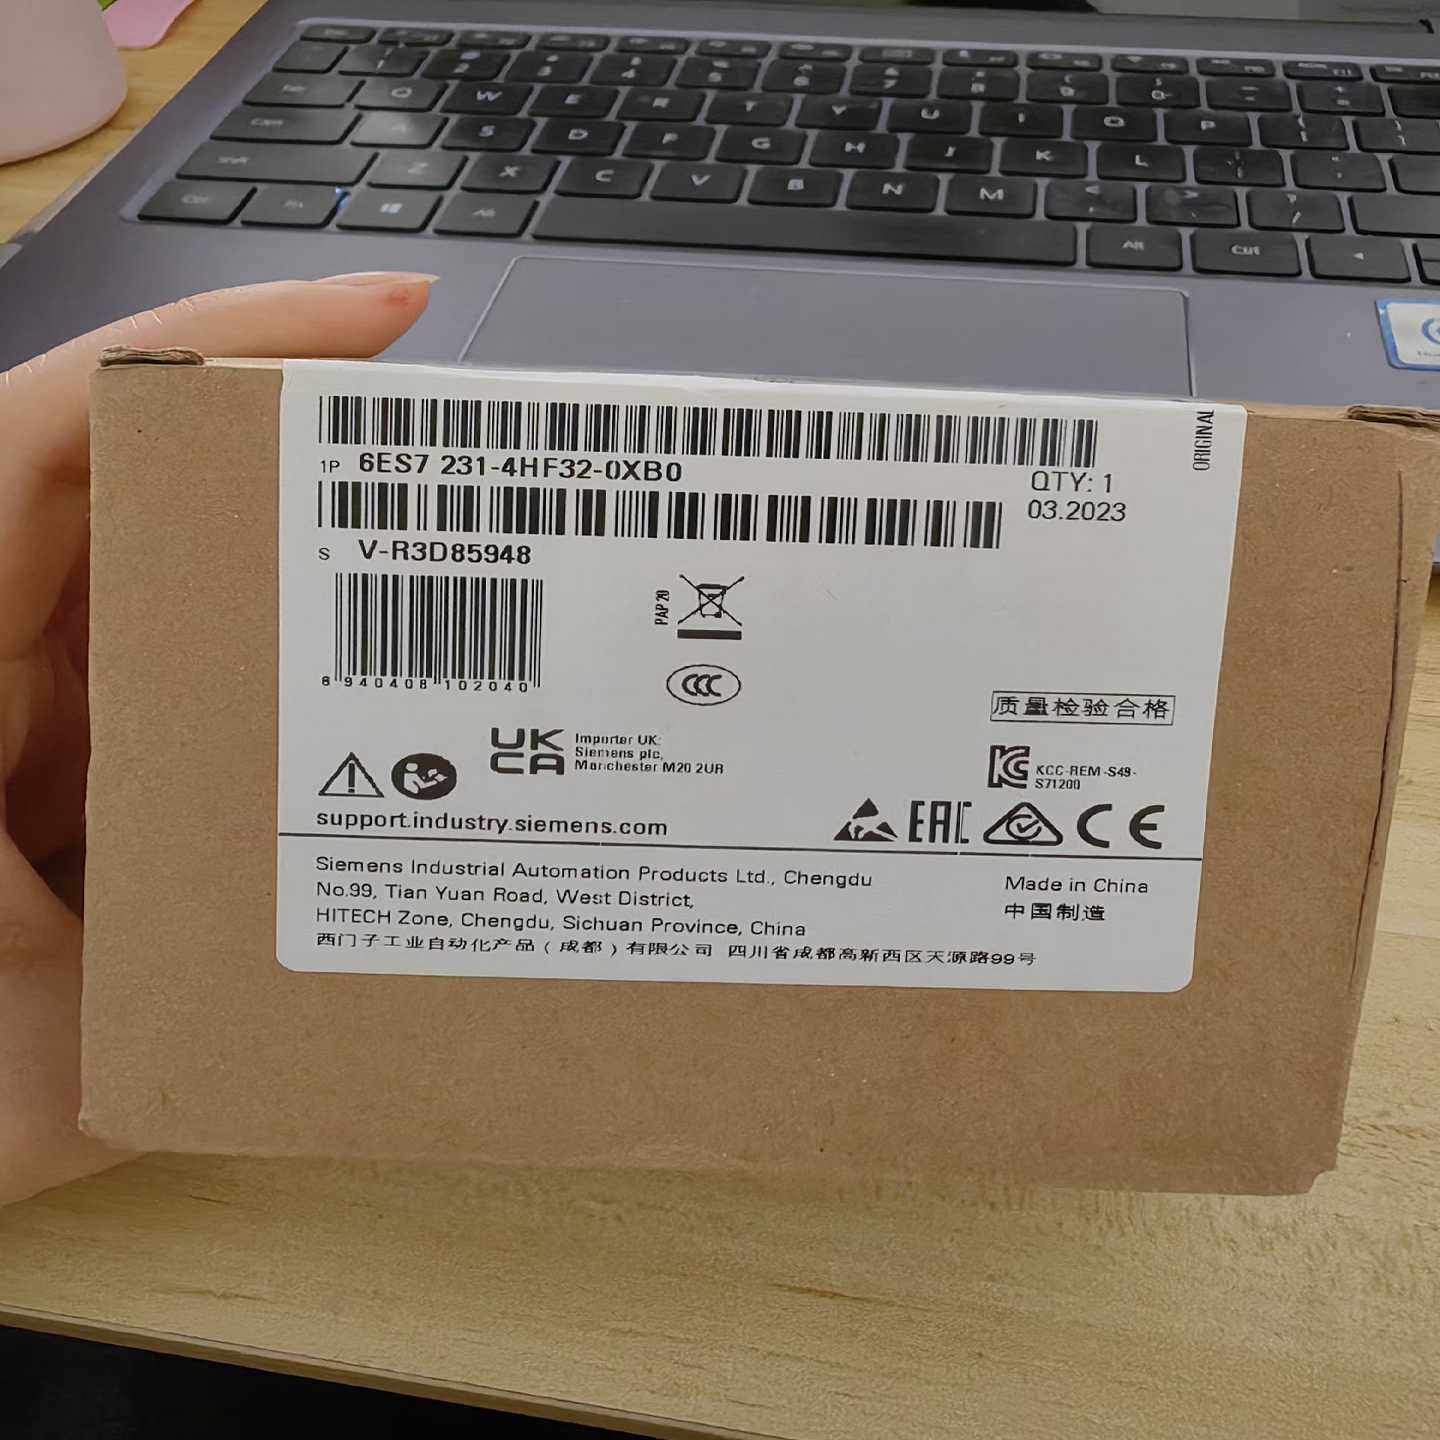 ORIGINAL
1P 6ES7 231-4HF32-0XB0
QTY: 1
03.2023
S V-R3D85948
6 940408 102040
PAP 20
CCC
质量检验合格
UK
CA
Importer UK:
Siemens plc,
Manchester M20 2UR
KCC-REM-S49-
S71200
support.industry.siemens.com
EAC
CE
Siemens Industrial Automation Products Ltd., Chengdu
No.99, Tian Yuan Road, West District,
HITECH Zone, Chengdu, Sichuan Province, China
西门子工业自动化产品(成都)有限公司 四川省成都高新西区天源路99号
Made in China
中国制造
Q W E R T Y U I O P
A S D F G H J K L
Z X C V B N M
Alt
Alt Ctrl